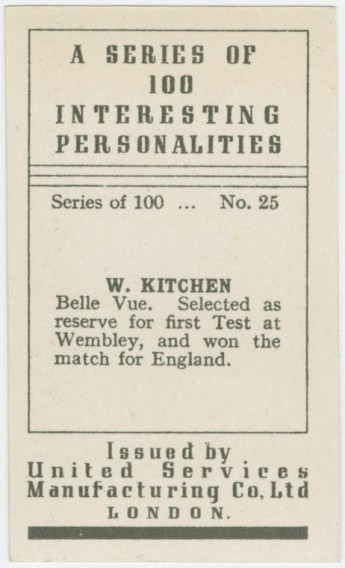 A SERIES OF
100
INTERESTING
PERSONALITIES
Series of 100 ... No. 25
W. KITCHEN
Belle Vue. Selected as
reserve for first Test at
Wembley, and won the
match for England.
Issued by
United Services
Manufacturing Co, Ltd
LONDON.